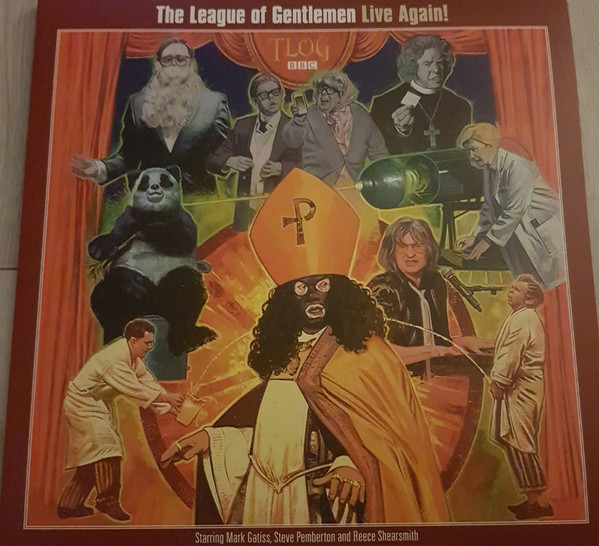 The League of Gentlemen Live Again!
TLOG
BBC
Starring Mark Gatiss, Steve Pemberton and Reece Shearsmith